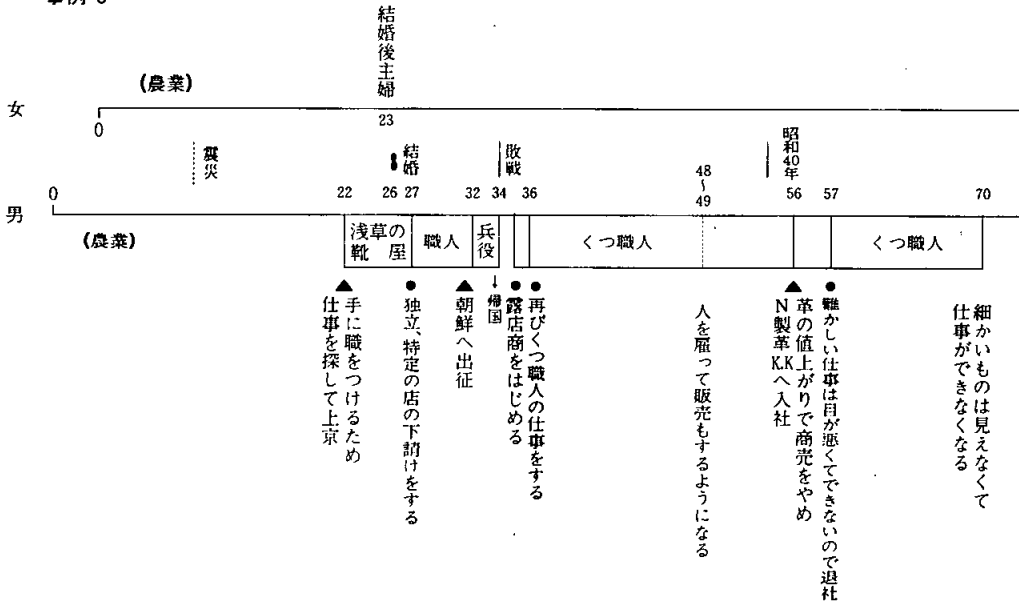 結婚後主婦
(農業)
女
0
23
震災
結婚
敗戦
昭和40年
0
22
26
27
32
34
36
48
〜
49
56
57
70
男
(農業)
浅草の
靴屋
職人
兵役
くつ職人
くつ職人
手に職をつけるため
仕事を探して上京
独立、特定の店の下請けをする
朝鮮へ出征
帰国
露店商をはじめる
再びくつ職人の仕事をする
人を雇って販売もするようになる
革の値上がりで商売をやめ
N製革K.Kへ入社
難かしい仕事は目が悪くてできないので退社
細かいものは見えなくて
仕事ができなくなる